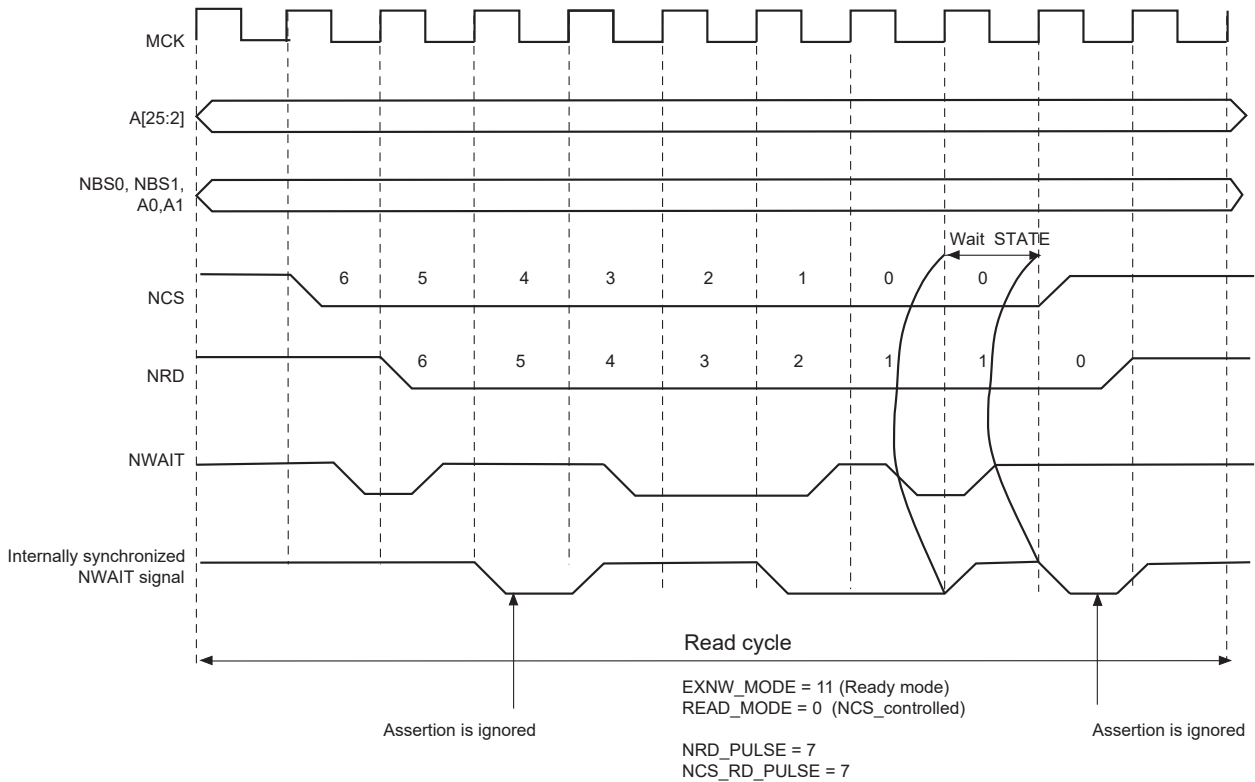 MCK
A[25:2]
NBS0, NBS1,
A0,A1
Wait STATE
NCS
6 5 4 3 2 1 0 0
NRD
6 5 4 3 2 1 1 0
NWAIT
Internally synchronized
NWAIT signal
Read cycle
EXNW_MODE = 11 (Ready mode)
READ_MODE = 0 (NCS_controlled)
Assertion is ignored
Assertion is ignored
NRD_PULSE = 7
NCS_RD_PULSE = 7